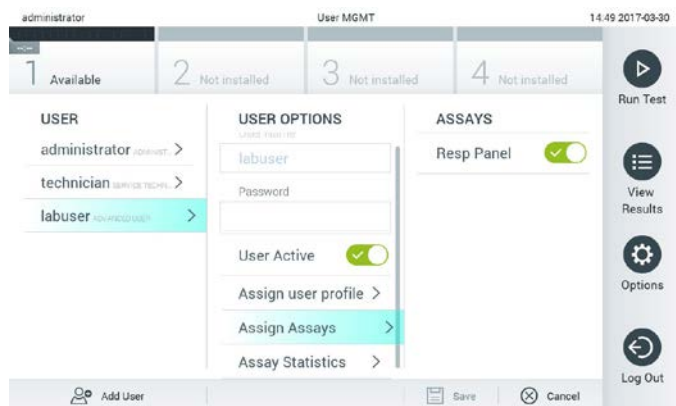 administrator
User MGMT
14.49 2017-03-30
1 Available
2 Not installed
3 Not installed
4 Not installed
USER
administrator
technician
labuser ADVANCED USER
USER OPTIONS
labuser
Password
User Active
Assign user profile
Assign Assays
Assay Statistics
ASSAYS
Resp Panel
Run Test
View
Results
Options
Log Out
Add User
Save
Cancel